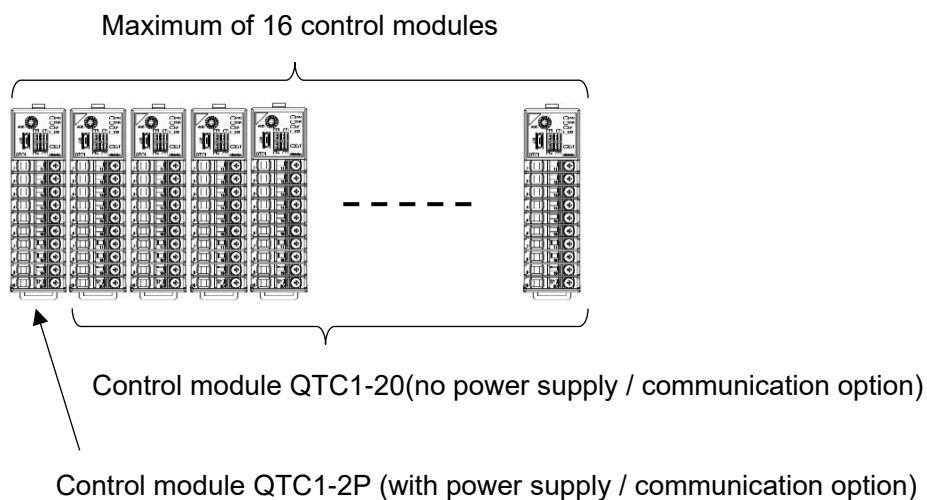 Maximum of 16 control modules
Control module QTC1-20(no power supply / communication option)
Control module QTC1-2P (with power supply / communication option)